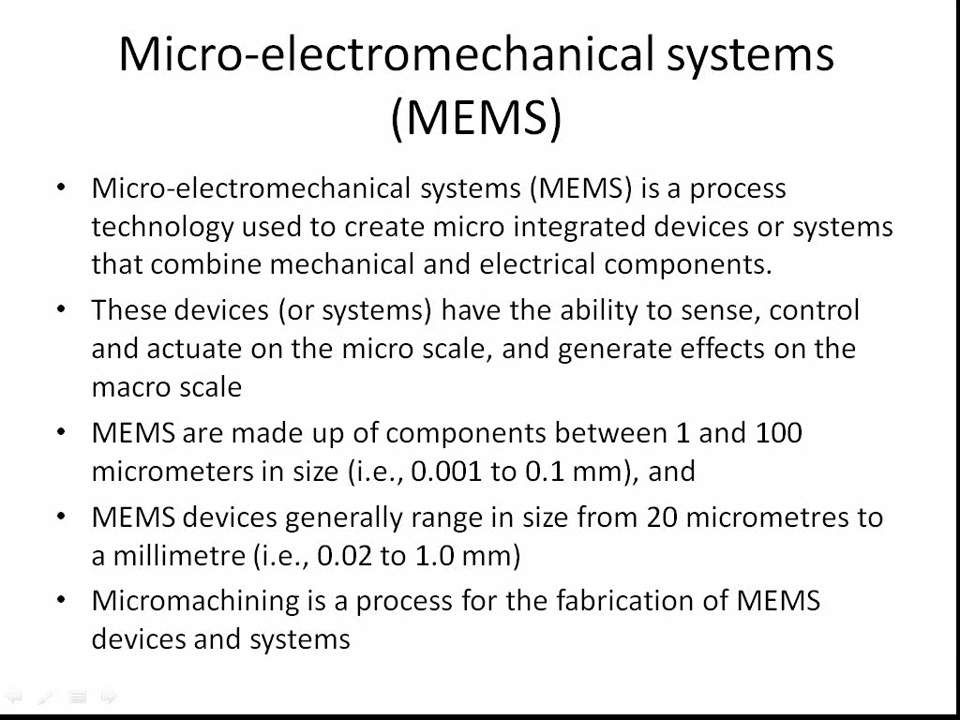 Micro-electromechanical systems
(MEMS)
• Micro-electromechanical systems (MEMS) is a process
technology used to create micro integrated devices or systems
that combine mechanical and electrical components.
• These devices (or systems) have the ability to sense, control
and actuate on the micro scale, and generate effects on the
macro scale
• MEMS are made up of components between 1 and 100
micrometers in size (i.e., 0.001 to 0.1 mm), and
• MEMS devices generally range in size from 20 micrometres to
a millimetre (i.e., 0.02 to 1.0 mm)
• Micromachining is a process for the fabrication of MEMS
devices and systems